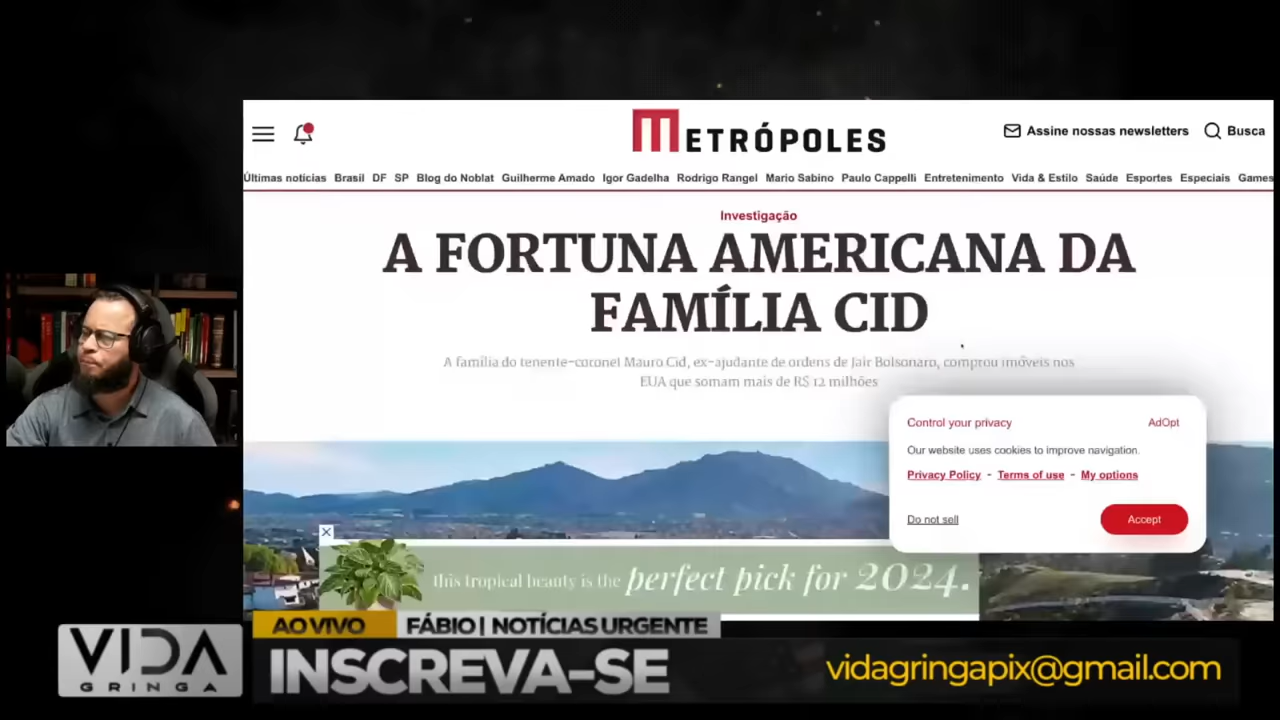 METRÓPOLES
Assine nossas newsletters
Busca
Últimas notícias Brasil DF SP Blog do Noblat Guilherme Amado Igor Gadelha Rodrigo Rangel Mario Sabino Paulo Cappelli Entretenimento Vida & Estilo Saúde Esportes Especiais Games
Investigação
A FORTUNA AMERICANA DA
FAMÍLIA CID
A família do tenente-coronel Mauro Cid, ex-ajudante de ordens de Jair Bolsonaro, comprou imóveis nos
EUA que somam mais de R$ 12 milhões
Control your privacy
AdOpt
Our website uses cookies to improve navigation.
Privacy Policy - Terms of use - My options
Do not sell
Accept
this tropical beauty is the perfect pick for 2024.
AO VIVO
FÁBIO | NOTÍCIAS URGENTE
VIDA
GRINGA
INSCREVA-SE
vidagringapix@gmail.com